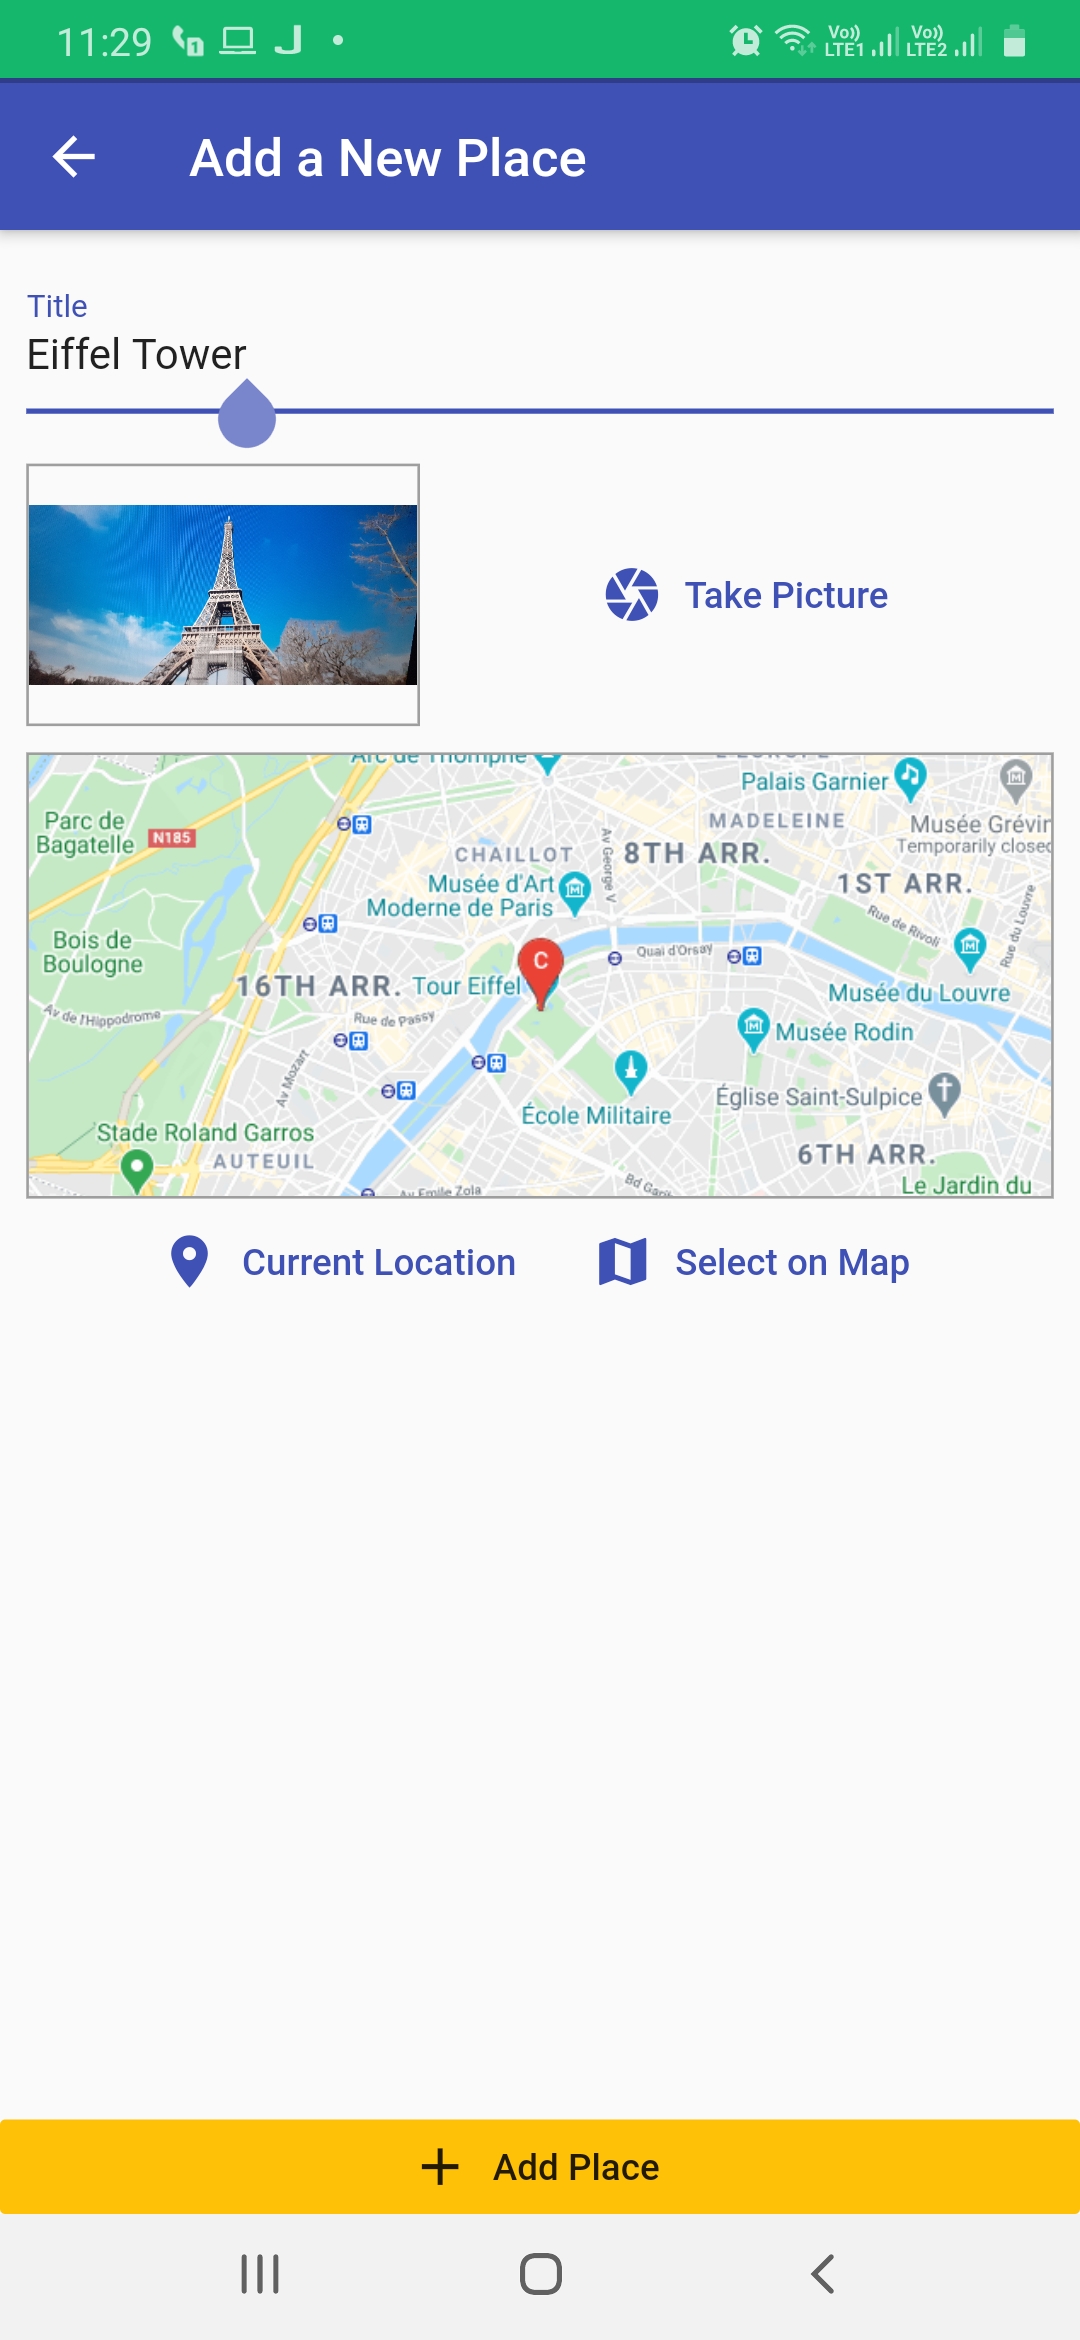 11:29
Vo)) LTE1 Vo)) LTE2
Add a New Place
Title
Eiffel Tower
Take Picture
Arc de Triomphe
L'EUROPE
Palais Garnier
Parc de
Bagatelle
N185
MADELEINE
Musée Grévin
Temporarily closed
CHAILLOT
Av George V
8TH ARR.
Musée d'Art
Moderne de Paris
1ST ARR.
Rue de Rivoli
Rue du Louvre
Bois de
Boulogne
Quai d'Orsay
C
16TH ARR.
Tour Eiffel
Musée du Louvre
Av de l'Hippodrome
Rue de Passy
Musée Rodin
Av Mozart
Église Saint-Sulpice
École Militaire
Stade Roland Garros
AUTEUIL
6TH ARR.
Av Emile Zola
Le Jardin du
Current Location
Select on Map
Add Place